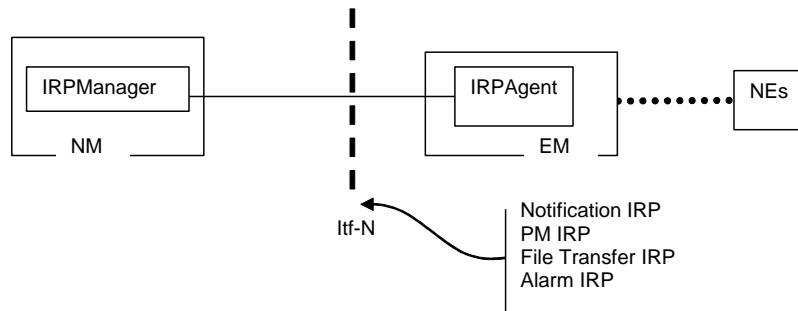 IRPManager
NM
IRPAgent
EM
NEs
Itf-N
Notification IRP
PM IRP
File Transfer IRP
Alarm IRP